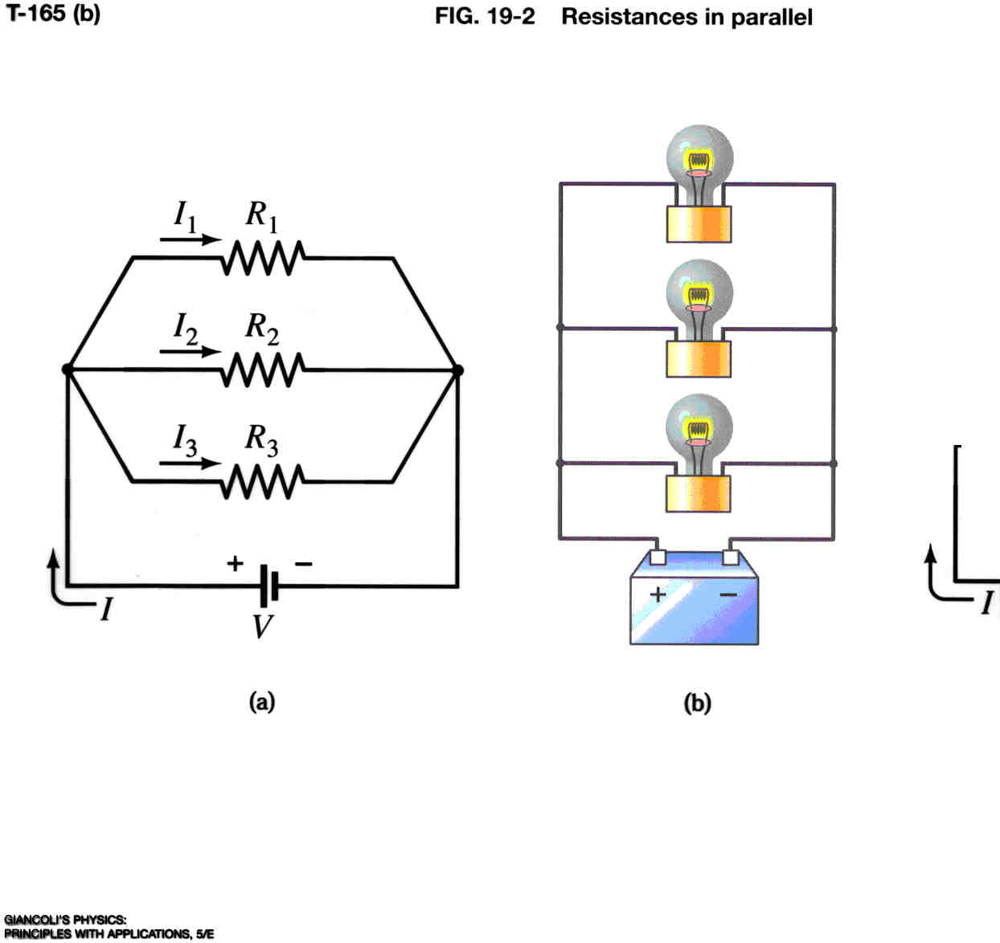 T-165 (b)
FIG. 19-2 Resistances in parallel
I1 R1
I2 R2
I3 R3
+ −
I
V
+ −
I
(a)
(b)
GIANCOLI'S PHYSICS:
PRINCIPLES WITH APPLICATIONS, 5/E